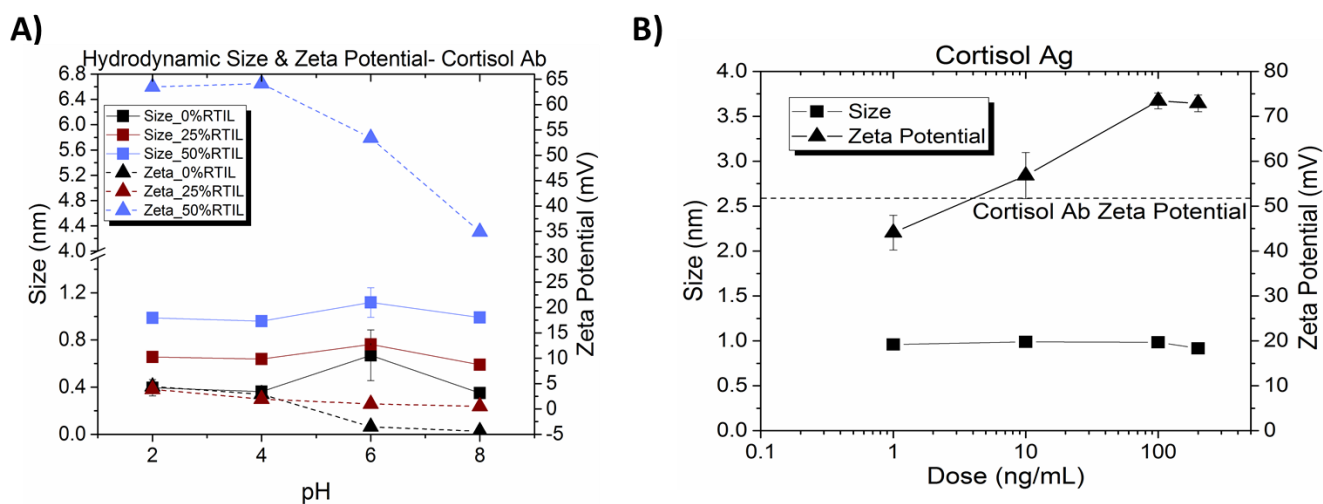 A)
Hydrodynamic Size & Zeta Potential- Cortisol Ab
6.8
6.4
6.0
5.6
5.2
4.8
4.4
4.0
1.2
0.8
0.4
0.0
Size (nm)
Size_0%RTIL
Size_25%RTIL
Size_50%RTIL
Zeta_0%RTIL
Zeta_25%RTIL
Zeta_50%RTIL
65
60
55
50
45
40
35
30
25
20
15
10
5
0
-5
Zeta Potential (mV)
2 4 6 8
pH
B)
Cortisol Ag
4.0
3.5
3.0
2.5
2.0
1.5
1.0
0.5
0.0
Size (nm)
Size
Zeta Potential
Cortisol Ab Zeta Potential
80
70
60
50
40
30
20
10
0
Zeta Potential (mV)
0.1 1 10 100
Dose (ng/mL)